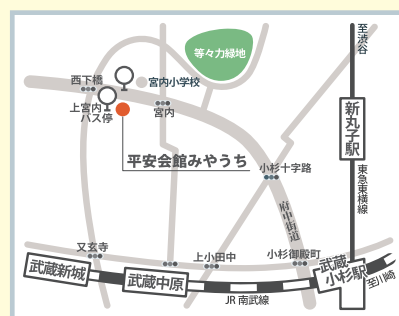 至渋谷
等々力緑地
西下橋
宮内小学校
上宮内
バス停
宮内
新丸子駅
平安会館みやうち
小杉十字路
東急東横線
府中街道
又玄寺
上小田中
小杉御殿町
武蔵新城
武蔵中原
武蔵
小杉駅
至川崎
JR 南武線